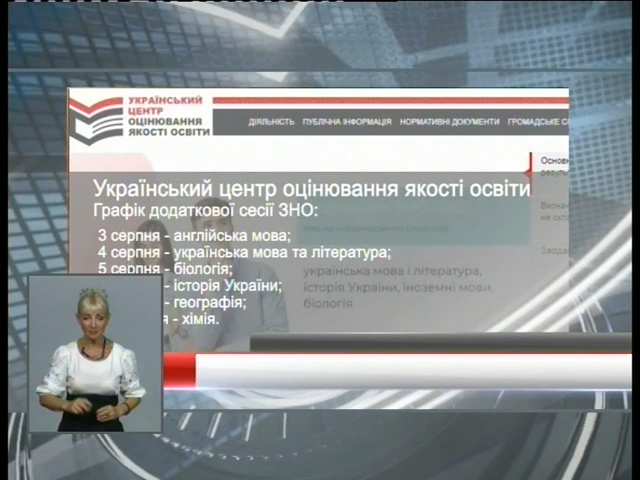 УКРАЇНСЬКИЙ
ЦЕНТР
ОЦІНЮВАННЯ
ЯКОСТІ ОСВІТИ
ДІЯЛЬНІСТЬ ПУБЛІЧНА ІНФОРМАЦІЯ НОРМАТИВНІ ДОКУМЕНТИ ГРОМАДСЬКЕ
Український центр оцінювання якості освіти
Графік додаткової сесії ЗНО:
3 серпня - англійська мова;
4 серпня - українська мова та література;
5 серпня - біологія;
- історія України;
- географія;
я - хімія.
українська мова і література,
історія України, іноземні мови,
біологія